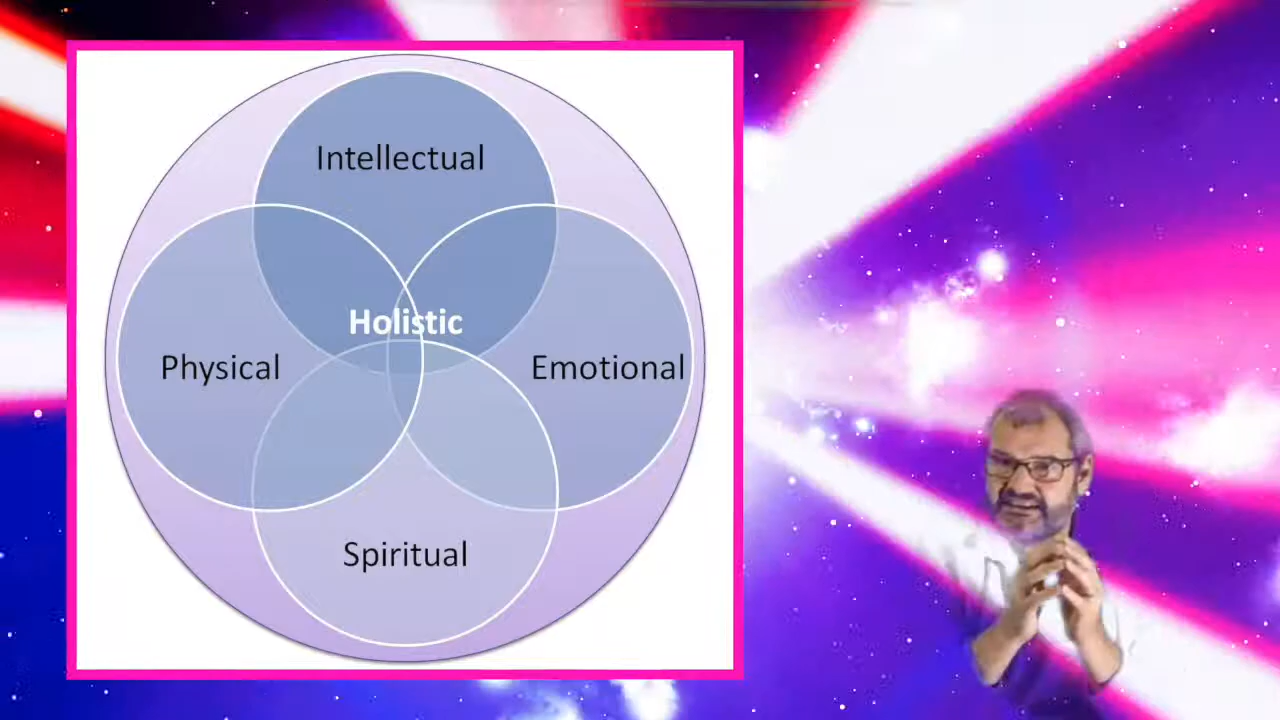 Intellectual
Holistic
Physical
Emotional
Spiritual